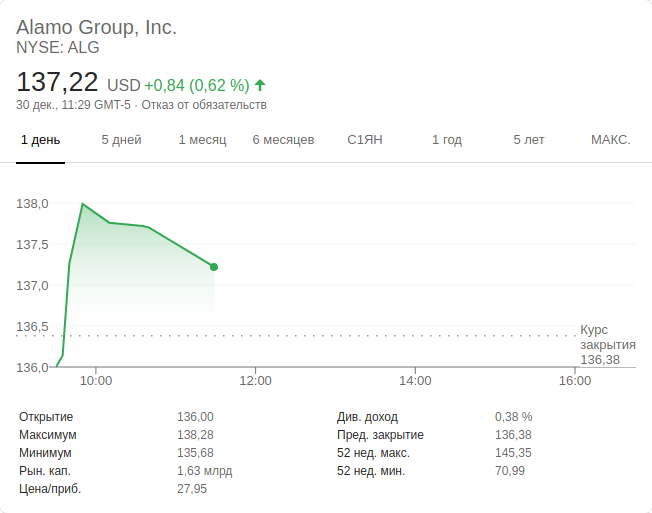 Alamo Group, Inc.
NYSE: ALG
137,22 USD +0,84 (0,62 %)
30 дек., 11:29 GMT-5 · Отказ от обязательств
1 день 5 дней 1 месяц 6 месяцев С1ЯН 1 год 5 лет МАКС.
138,0
137,5
137,0
136,5
136,0
Курс
закрытия
136,38
10:00 12:00 14:00 16:00
Открытие 136,00 Див. доход 0,38 %
Максимум 138,28 Пред. закрытие 136,38
Минимум 135,68 52 нед. макс. 145,35
Рын. кап. 1,63 млрд 52 нед. мин. 70,99
Цена/приб. 27,95